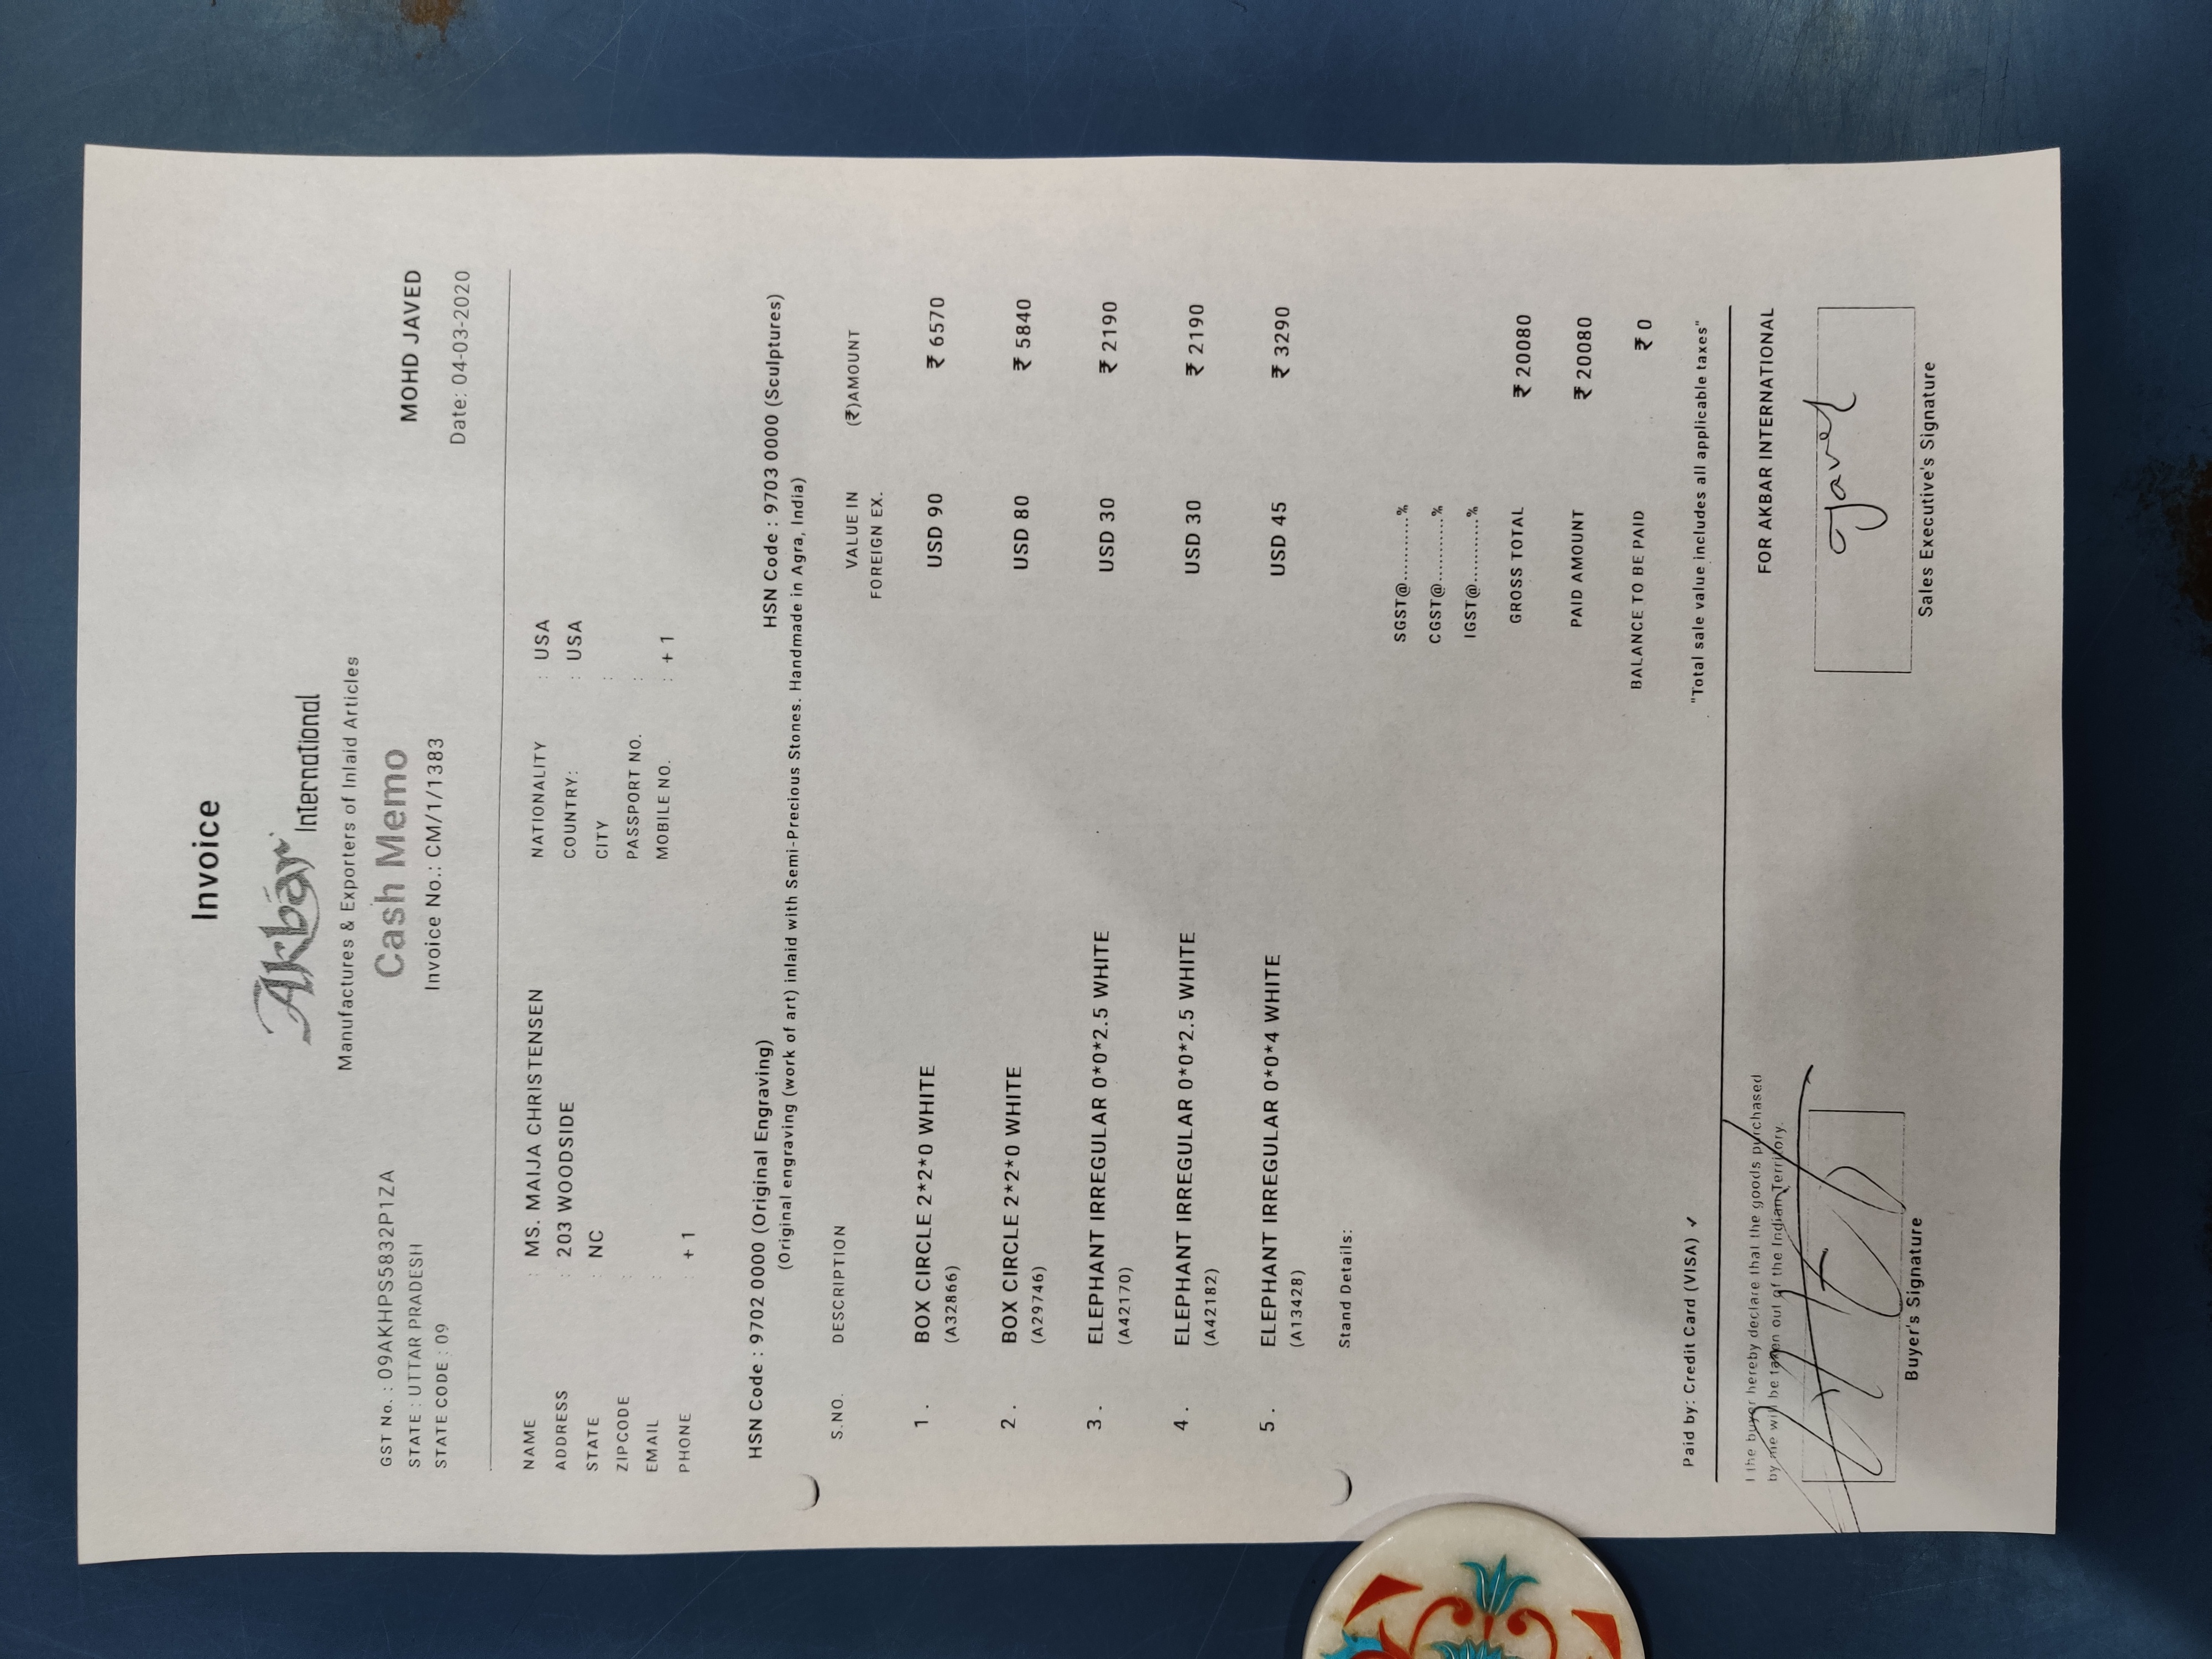 Invoice
Akbar International
Manufactures & Exporters of Inlaid Articles
GST No. : 09AKHPS5832P1ZA
Cash Memo
MOHD JAVED
STATE : UTTAR PRADESH
Invoice No.: CM/1/1383
Date: 04-03-2020
STATE CODE : 09
NAME : MS. MAIJA CHRISTENSEN NATIONALITY : USA
ADDRESS : 203 WOODSIDE COUNTRY: : USA
STATE : NC CITY :
ZIPCODE : PASSPORT NO. :
EMAIL : MOBILE NO. : +1
PHONE : +1
HSN Code : 9702 0000 (Original Engraving) HSN Code : 9703 0000 (Sculptures)
(Original engraving (work of art) inlaid with Semi-Precious Stones. Handmade in Agra, India)
S.NO. DESCRIPTION VALUE IN FOREIGN EX. (₹)AMOUNT
1. BOX CIRCLE 2*2*0 WHITE USD 90 ₹ 6570
(A32866)
2. BOX CIRCLE 2*2*0 WHITE USD 80 ₹ 5840
(A29746)
3. ELEPHANT IRREGULAR 0*0*2.5 WHITE USD 30 ₹ 2190
(A42170)
4. ELEPHANT IRREGULAR 0*0*2.5 WHITE USD 30 ₹ 2190
(A42182)
5. ELEPHANT IRREGULAR 0*0*4 WHITE USD 45 ₹ 3290
(A13428)
Stand Details:
SGST@...........%
CGST@...........%
IGST@...........%
GROSS TOTAL ₹ 20080
PAID AMOUNT ₹ 20080
BALANCE TO BE PAID ₹ 0
Paid by: Credit Card (VISA) ✓ "Total sale value includes all applicable taxes"
I the buyer hereby declare that the goods purchased
by me will be taken out of the Indian Territory.
FOR AKBAR INTERNATIONAL
Javed
Buyer's Signature
Sales Executive's Signature